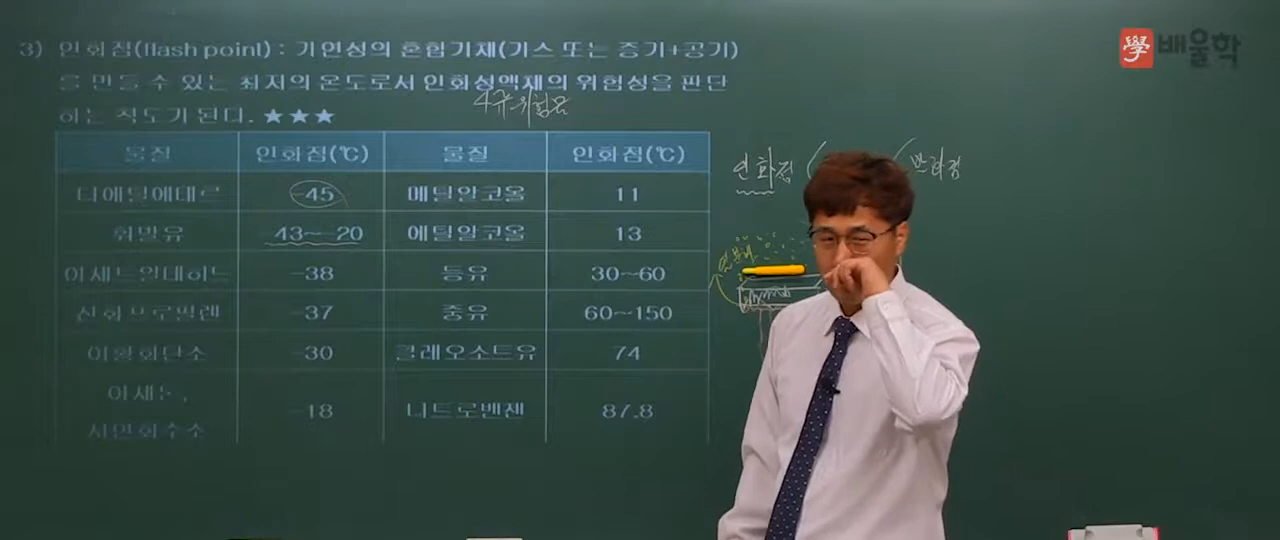 3) 인화점(flash point) : 가연성의 혼합기체(가스 또는 증기+공기)
를 만들 수 있는 최저의 온도로서 인화성액체의 위험성을 판단
하는 척도가 된다. ★★★
4류위험물
물질 인화점(℃) 물질 인화점(℃)
디에틸에테르 -45 메틸알코올 11
휘발유 -43~-20 에틸알코올 13
아세트알데히드 -38 등유 30~60
산화프로필렌 -37 중유 60~150
이황화탄소 -30 클레오소트유 74
아세톤,
시안화수소 -18 니트로벤젠 87.8
인화점 ( (발화점
學 배울학